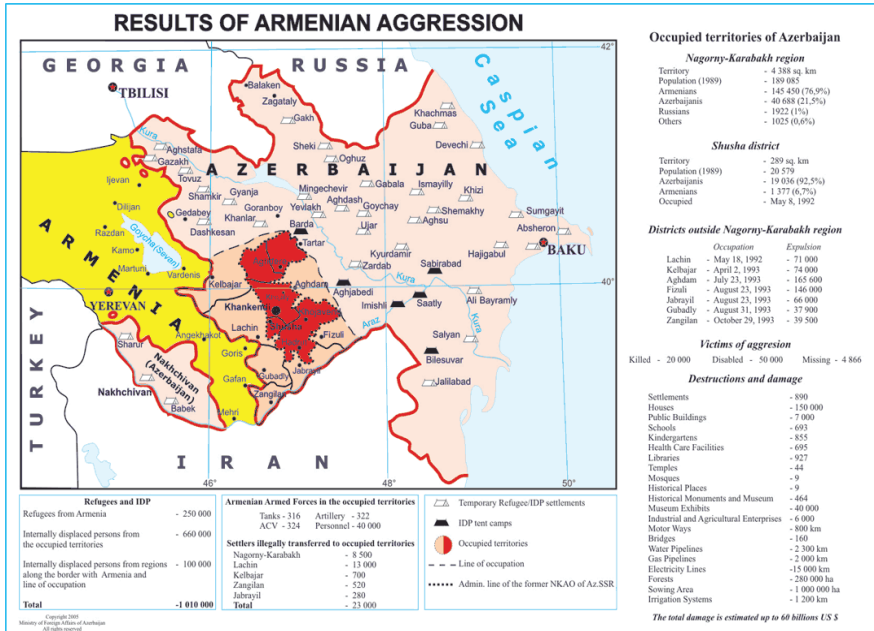 RESULTS OF ARMENIAN AGGRESSION
42°
GEORGIA
RUSSIA
TBILISI
Balaken
Zagataly
Gakh
Caspian
Sea
Khachmas
Guba
Devechi
Kura
Aghstafa
Gazakh
Sheki
Oghuz
AZERBAIJAN
Tovuz
Ijevan
Shamkir
Gyanja
Mingechevir
Gabala
Ismayilly
Khizi
Dilijan
Gedabey
Goranboy
Yevlakh
Aghdash
Goychay
Shemakhy
Sumgayit
Khanlar
Dashkesan
Barda
Ujar
Aghsu
Absheron
Razdan
Goycha(Sevan)
Tartar
Kyurdamir
Hajigabul
BAKU
Kamo
ARMENIA
Zardab
Martuni
Vardenis
Kelbajar
Aghdam
Kura
Sabirabad
40°
Aghjabedi
Ali Bayramly
YEREVAN
Khankendi
Imishli
Saatly
Lachin
Fizuli
Araz
Salyan
Kura
Angekhakot
Sharur
Goris
Bilesuvar
Nakhchivan
(Azerbaijan)
Jabrayil
Gubadly
Gafan
Jalilabad
Nakhchivan
Babek
Zangilan
Mehri
TURKEY
IRAN
46°
48°
50°
Refugees and IDP
Refugees from Armenia - 250 000
Internally displaced persons from
the occupied territories - 660 000
Internally displaced persons from regions - 100 000
along the border with Armenia and
line of occupation
Total -1 010 000
Copyright 2005
Ministry of Foreign Affairs of Azerbaijan
All rights reserved
Armenian Armed Forces in the occupied territories
Tanks - 316 Artillery - 322
ACV - 324 Personnel - 40 000
Settlers illegally transferred to occupied territories
Nagorny-Karabakh - 8 500
Lachin - 13 000
Kelbajar - 700
Zangilan - 520
Jabrayil - 280
Total - 23 000
Temporary Refugee/IDP settlements
IDP tent camps
Occupied territories
Line of occupation
Admin. line of the former NKAO of Az.SSR
Occupied territories of Azerbaijan
Nagorny-Karabakh region
Territory - 4 388 sq. km
Population (1989) - 189 085
Armenians - 145 450 (76,9%)
Azerbaijanis - 40 688 (21,5%)
Russians - 1922 (1%)
Others - 1025 (0,6%)
Shusha district
Territory - 289 sq. km
Population (1989) - 20 579
Azerbaijanis - 19 036 (92,5%)
Armenians - 1 377 (6,7%)
Occupied - May 8, 1992
Districts outside Nagorny-Karabakh region
Occupation Expulsion
Lachin - May 18, 1992 - 71 000
Kelbajar - April 2, 1993 - 74 000
Aghdam - July 23, 1993 - 165 600
Fizuli - August 23, 1993 - 146 000
Jabrayil - August 23, 1993 - 66 000
Gubadly - August 31, 1993 - 37 900
Zangilan - October 29, 1993 - 39 500
Victims of aggresion
Killed - 20 000 Disabled - 50 000 Missing - 4 866
Destructions and damage
Settlements - 890
Houses - 150 000
Public Buildings - 7 000
Schools - 693
Kindergartens - 855
Health Care Facilities - 695
Libraries - 927
Temples - 44
Mosques - 9
Historical Places - 9
Historical Monuments and Museum - 464
Museum Exhibits - 40 000
Industrial and Agricultural Enterprises - 6 000
Motor Ways - 800 km
Bridges - 160
Water Pipelines - 2 300 km
Gas Pipelines - 2 000 km
Electricity Lines -15 000 km
Forests - 280 000 ha
Sowing Area - 1 000 000 ha
Irrigation Systems - 1 200 km
The total damage is estimated up to 60 billions US $